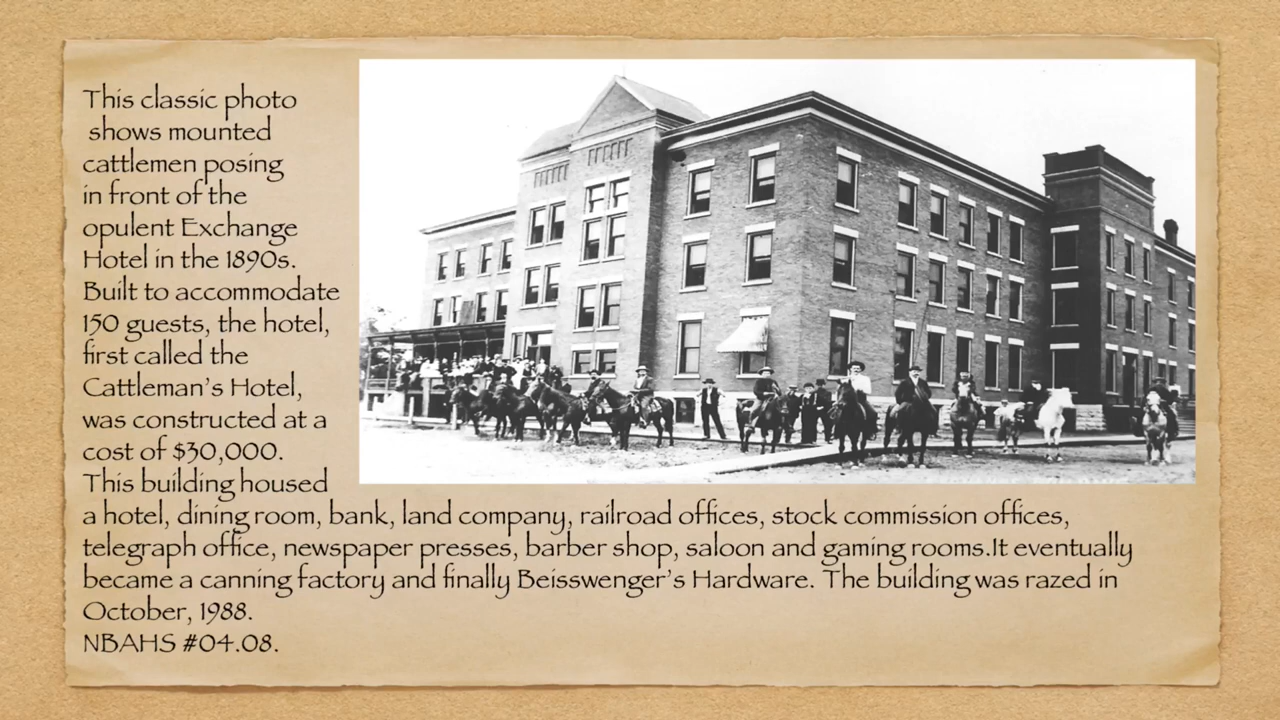 This classic photo
shows mounted
cattlemen posing
in front of the
opulent Exchange
Hotel in the 1890s.
Built to accommodate
150 guests, the hotel,
first called the
Cattleman's Hotel,
was constructed at a
cost of $30,000.
This building housed
a hotel, dining room, bank, land company, railroad offices, stock commission offices,
telegraph office, newspaper presses, barber shop, saloon and gaming rooms.It eventually
became a canning factory and finally Beisswenger's Hardware. The building was razed in
October, 1988.
NBAHS #04.08.